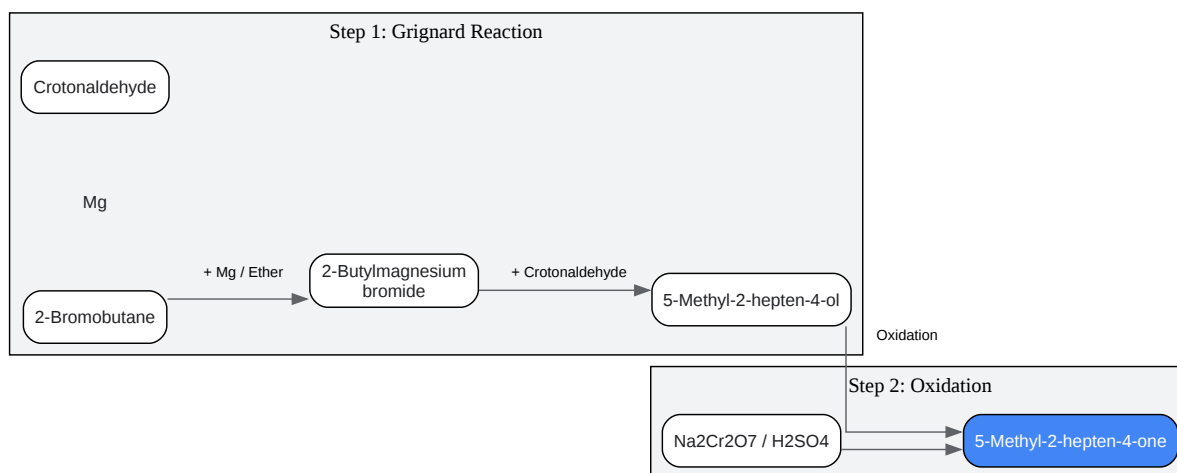 Step 1: Grignard Reaction
Crotonaldehyde
Mg
+ Mg / Ether
2-Butylmagnesium
bromide
+ Crotonaldehyde
2-Bromobutane
5-Methyl-2-hepten-4-ol
Oxidation
Step 2: Oxidation
Na2Cr2O7 / H2SO4
5-Methyl-2-hepten-4-one